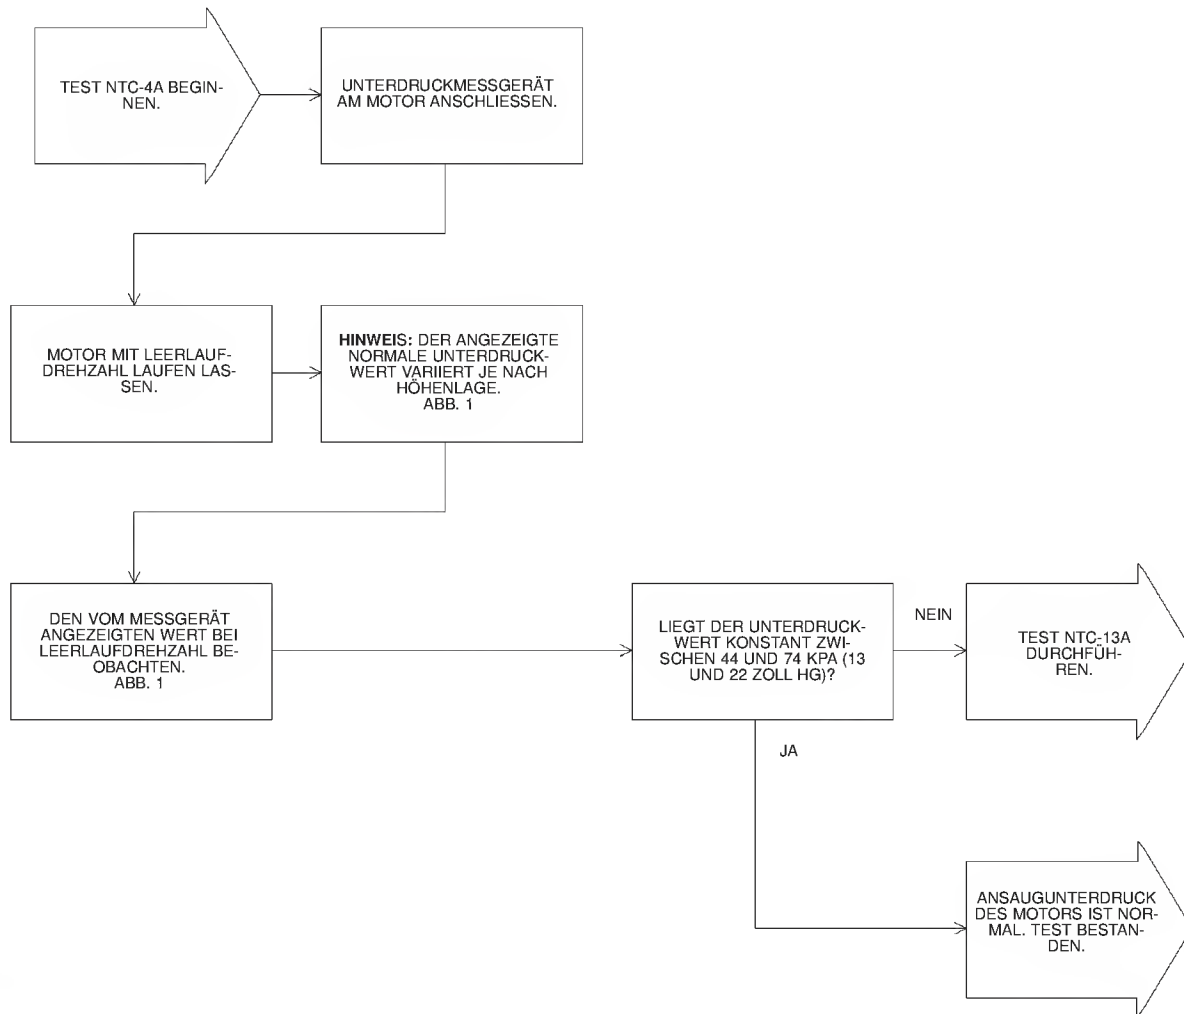 TEST NTC-4A BEGIN-
NEN.
UNTERDRUCKMESSGERÄT
AM MOTOR ANSCHLIESSEN.
MOTOR MIT LEERLAUF-
DREHZAHL LAUFEN LAS-
SEN.
HINWEIS: DER ANGEZEIGTE
NORMALE UNTERDRUCK-
WERT VARIIERT JE NACH
HÖHENLAGE.
ABB. 1
DEN VOM MESSGERÄT
ANGEZEIGTEN WERT BEI
LEERLAUFDREHZAHL BE-
OBACHTEN.
ABB. 1
LIEGT DER UNTERDRUCK-
WERT KONSTANT ZWI-
SCHEN 44 UND 74 KPA (13
UND 22 ZOLL HG)?
NEIN
TEST NTC-13A
DURCHFÜH-
REN.
JA
ANSAUGUNTERDRUCK
DES MOTORS IST NOR-
MAL. TEST BESTAN-
DEN.